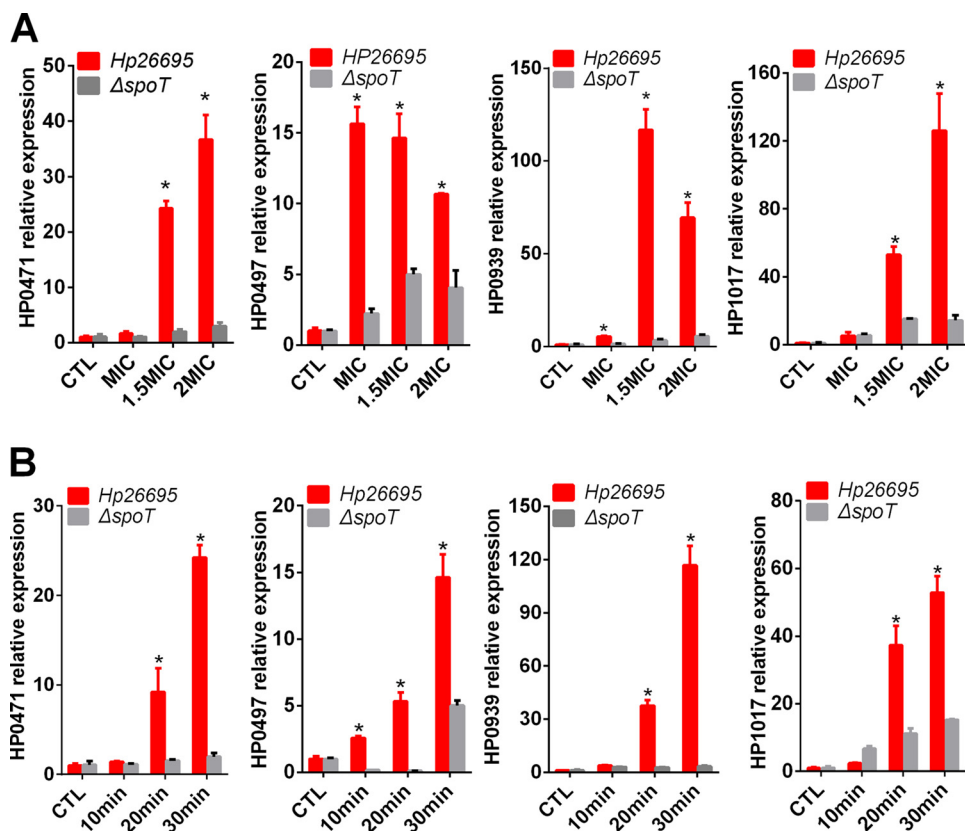 A
HP0471 relative expression
50
40
30
20
10
0
Hp26695
ΔspoT
*
*
CTL
MIC
1.5MIC
2MIC
HP0497 relative expression
20
15
10
5
0
HP26695
ΔspoT
*
*
*
CTL
MIC
1.5MIC
2MIC
HP0939 relative expression
150
100
50
0
Hp26695
ΔspoT
*
*
*
CTL
MIC
1.5MIC
2MIC
HP1017 relative expression
160
120
80
40
0
Hp26695
ΔspoT
*
*
CTL
MIC
1.5MIC
2MIC
B
HP0471 relative expression
30
20
10
0
Hp26695
ΔspoT
*
*
CTL
10min
20min
30min
HP0497 relative expression
20
15
10
5
0
Hp26695
ΔspoT
*
*
*
CTL
10min
20min
30min
HP0939 relative expression
150
120
90
60
30
0
Hp26695
ΔspoT
*
*
CTL
10min
20min
30min
HP1017 relative expression
80
60
40
20
0
Hp26695
ΔspoT
*
*
CTL
10min
20min
30min